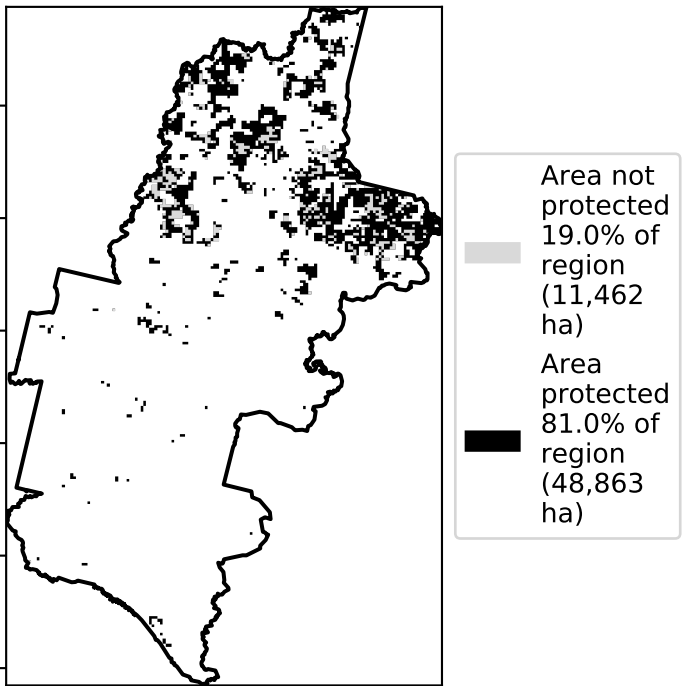 Area not
protected
19.0% of
region
(11,462
ha)
Area
protected
81.0% of
region
(48,863
ha)